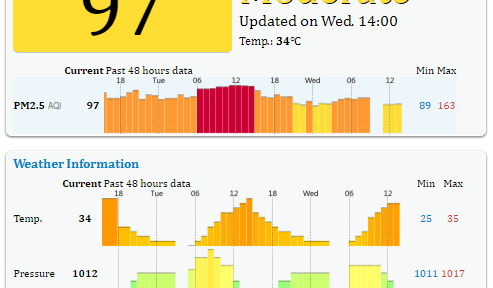 97
Moderate
Updated on Wed. 14:00
Temp.: 34°C
Current Past 48 hours data Min Max
18 Tue 06 12 18 Wed 06 12
PM2.5 AQI 97 89 163
Weather Information
Current Past 48 hours data Min Max
18 Tue 06 12 18 Wed 06 12
Temp. 34 25 35
Pressure 1012 1011 1017